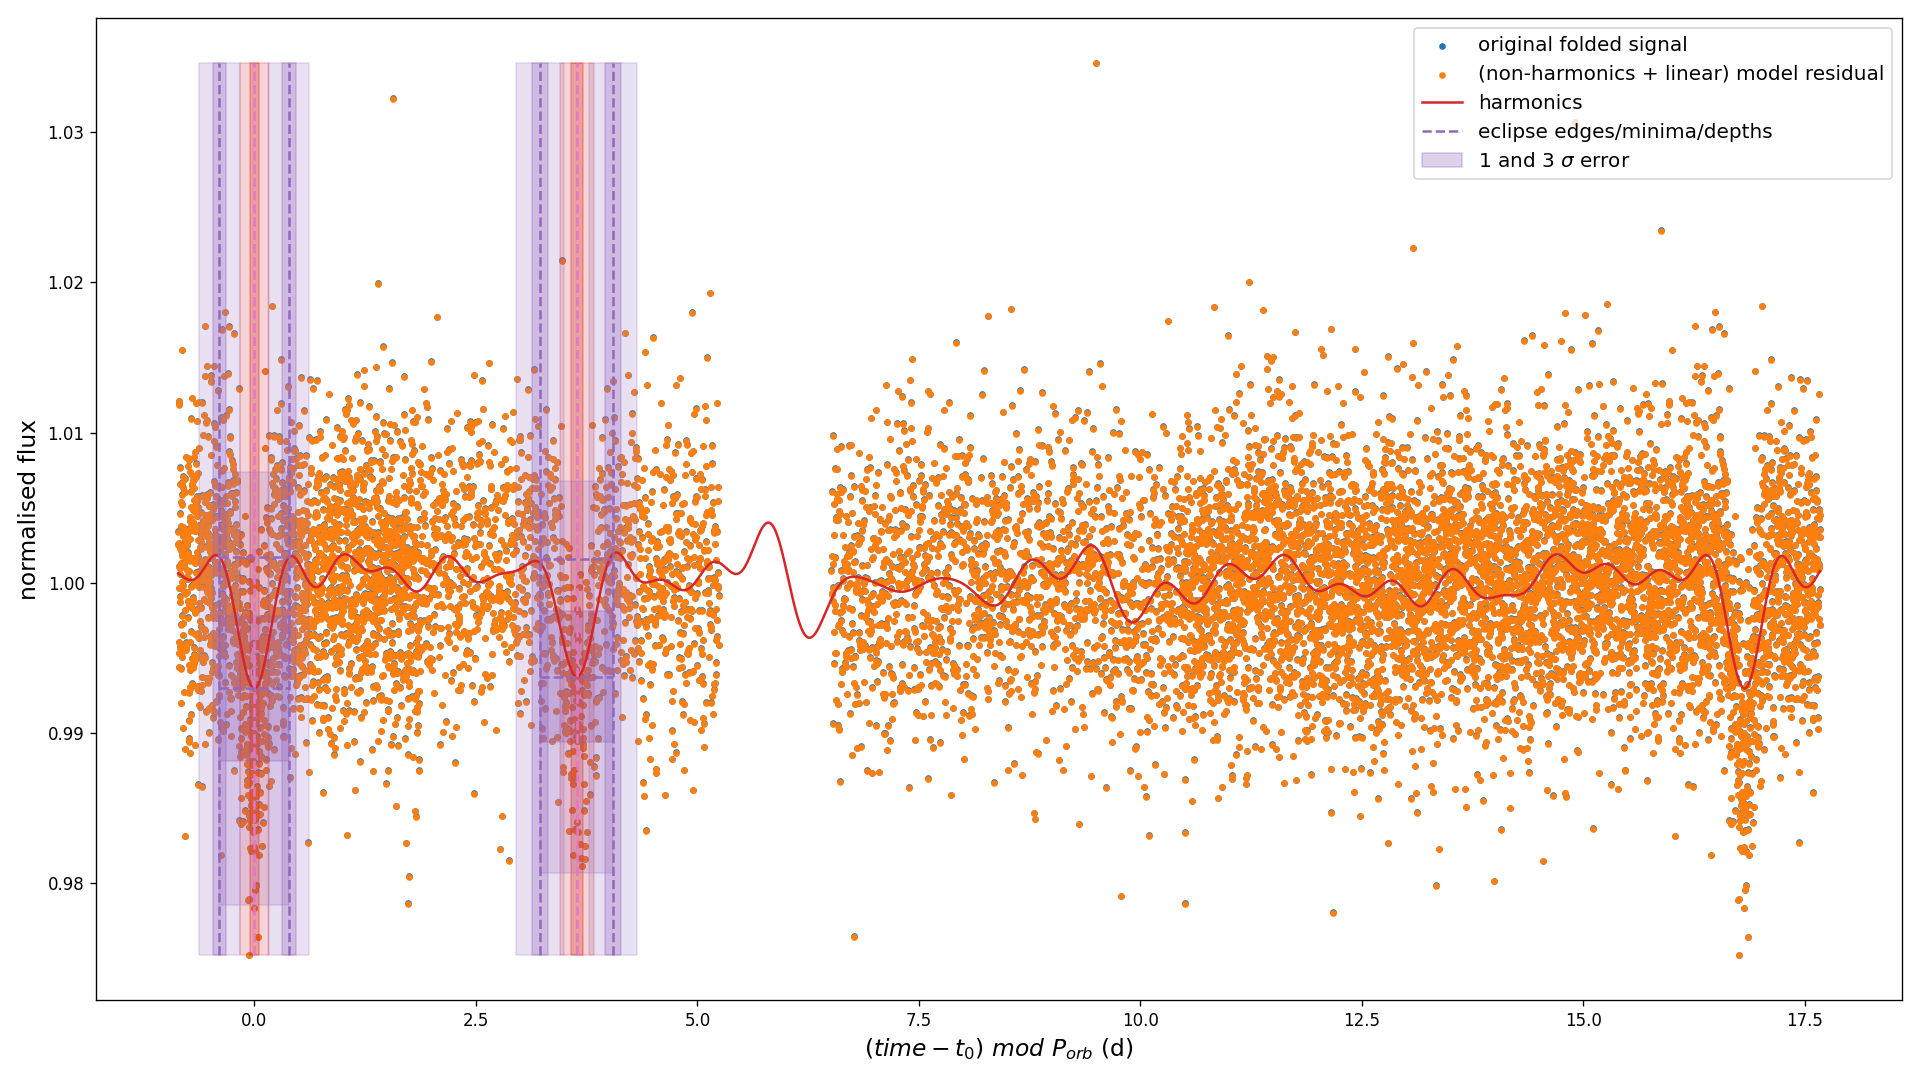 original folded signal
(non-harmonics + linear) model residual
harmonics
eclipse edges/minima/depths
1 and 3 σ error
normalised flux
1.03
1.02
1.01
1.00
0.99
0.98
0.0
2.5
5.0
7.5
10.0
12.5
15.0
17.5
(time − t₀) mod P_orb (d)